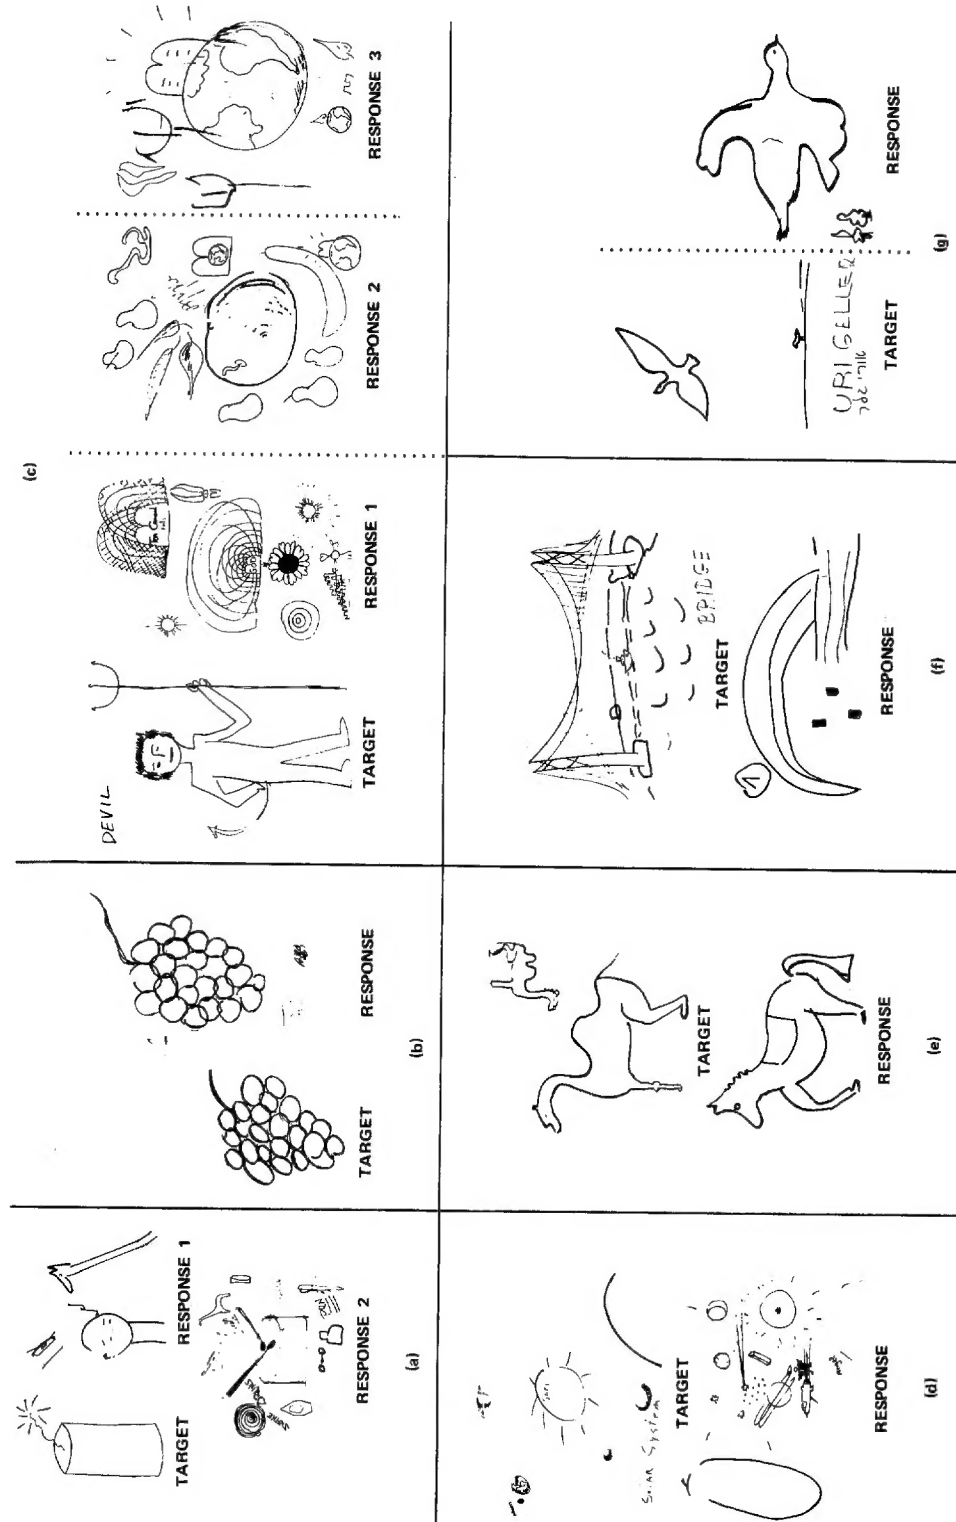 TARGET
RESPONSE 1
RESPONSE 2
(a)
TARGET
RESPONSE
(b)
(c)
DEVIL
TARGET
RESPONSE 1
RESPONSE 2
RESPONSE 3
SOLAR SYSTEM
TARGET
RESPONSE
(d)
TARGET
RESPONSE
(e)
BRIDGE
TARGET
1
RESPONSE
(f)
URI GELLER
TARGET
RESPONSE
(g)